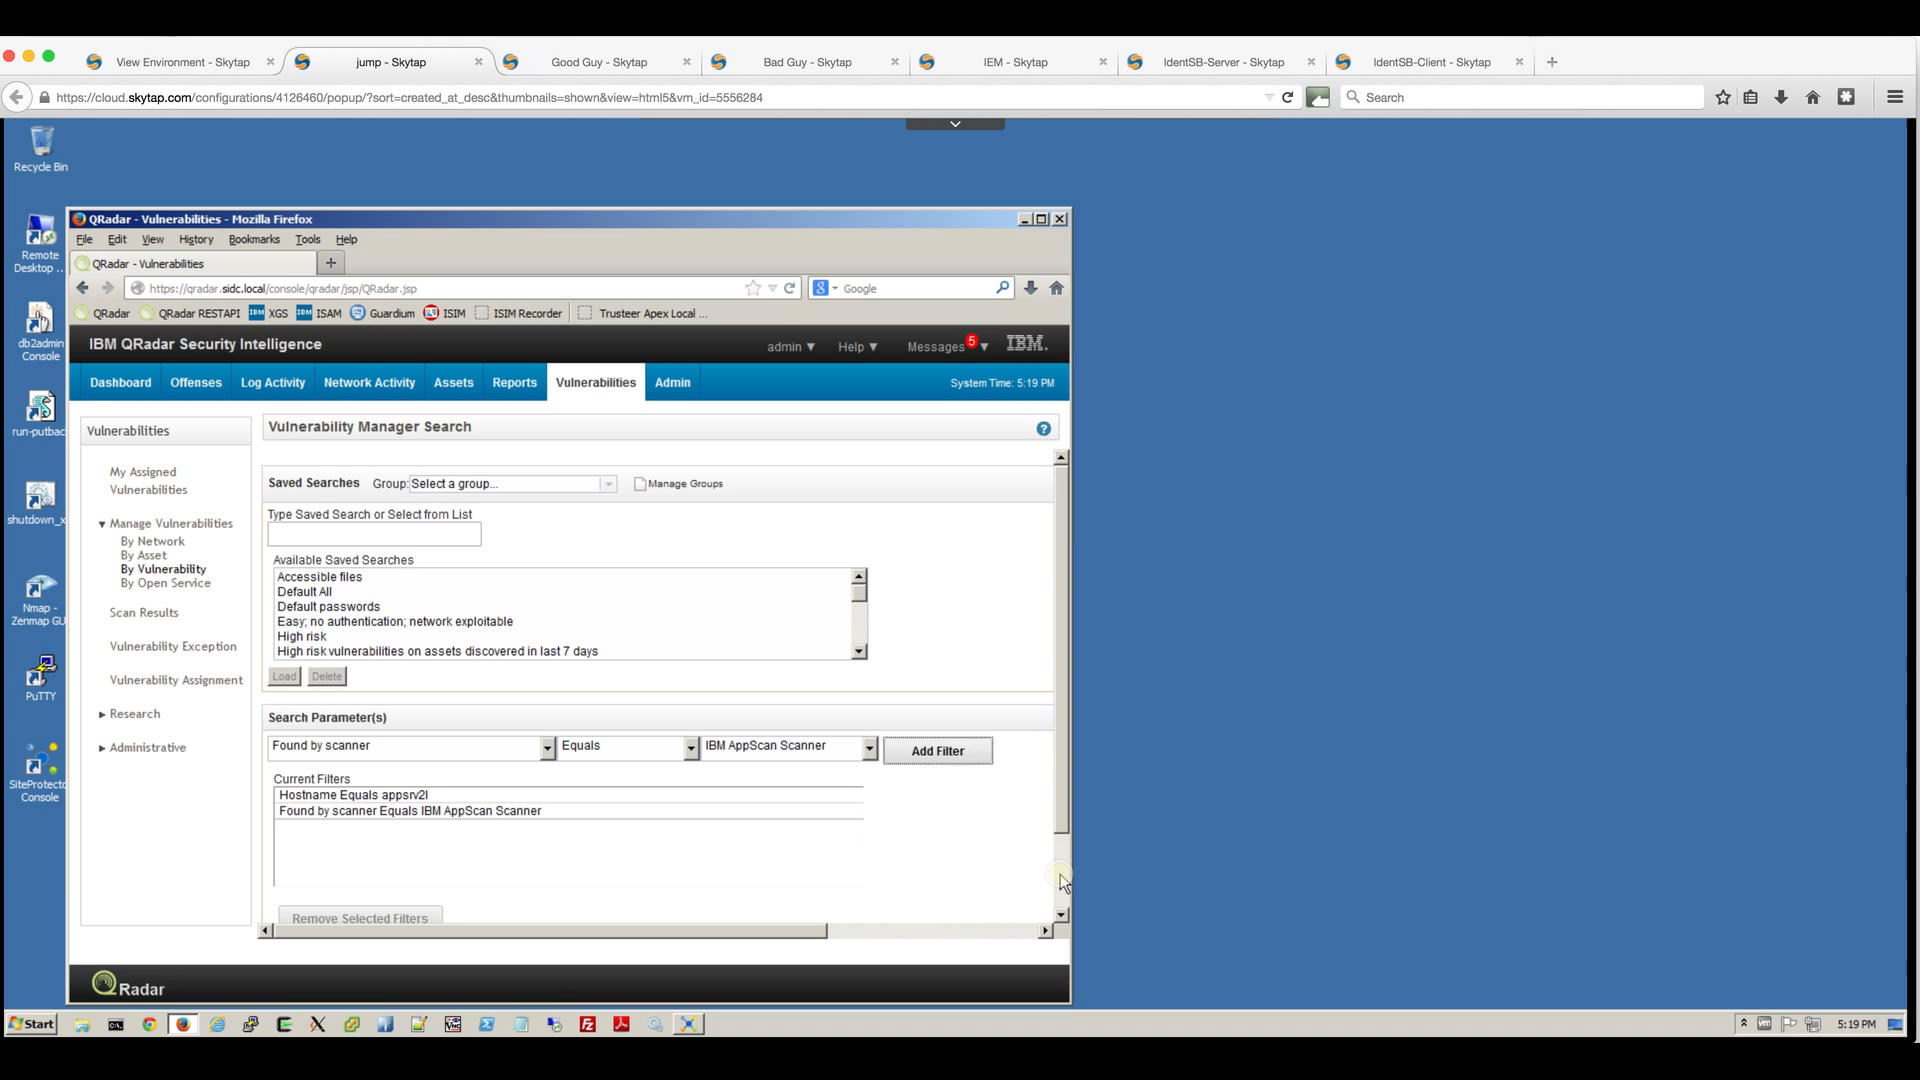 View Environment - Skytap
jump - Skytap
Good Guy - Skytap
Bad Guy - Skytap
IEM - Skytap
IdentSB-Server - Skytap
IdentSB-Client - Skytap
https://cloud.skytap.com/configurations/4126460/popup/?sort=created_at_desc&thumbnails=shown&view=html5&vm_id=5556284
Search
Recycle Bin
Remote
Desktop ..
db2admin
Console
run-putbac
shutdown_x
Nmap -
Zenmap GU
PuTTY
SiteProtecto
Console
QRadar - Vulnerabilities - Mozilla Firefox
File Edit View History Bookmarks Tools Help
QRadar - Vulnerabilities
https://qradar.sidc.local/console/qradar/jsp/QRadar.jsp
Google
QRadar QRadar RESTAPI XGS ISAM Guardium ISIM ISIM Recorder Trusteer Apex Local ...
IBM QRadar Security Intelligence
admin ▼ Help ▼ Messages 5 ▼ IBM.
Dashboard Offenses Log Activity Network Activity Assets Reports Vulnerabilities Admin
System Time: 5:19 PM
Vulnerabilities
My Assigned
Vulnerabilities
Manage Vulnerabilities
By Network
By Asset
By Vulnerability
By Open Service
Scan Results
Vulnerability Exception
Vulnerability Assignment
Research
Administrative
Vulnerability Manager Search
Saved Searches Group: Select a group... Manage Groups
Type Saved Search or Select from List
Available Saved Searches
Accessible files
Default All
Default passwords
Easy; no authentication; network exploitable
High risk
High risk vulnerabilities on assets discovered in last 7 days
Load Delete
Search Parameter(s)
Found by scanner Equals IBM AppScan Scanner Add Filter
Current Filters
Hostname Equals appsrv2l
Found by scanner Equals IBM AppScan Scanner
Remove Selected Filters
QRadar
Start
5:19 PM